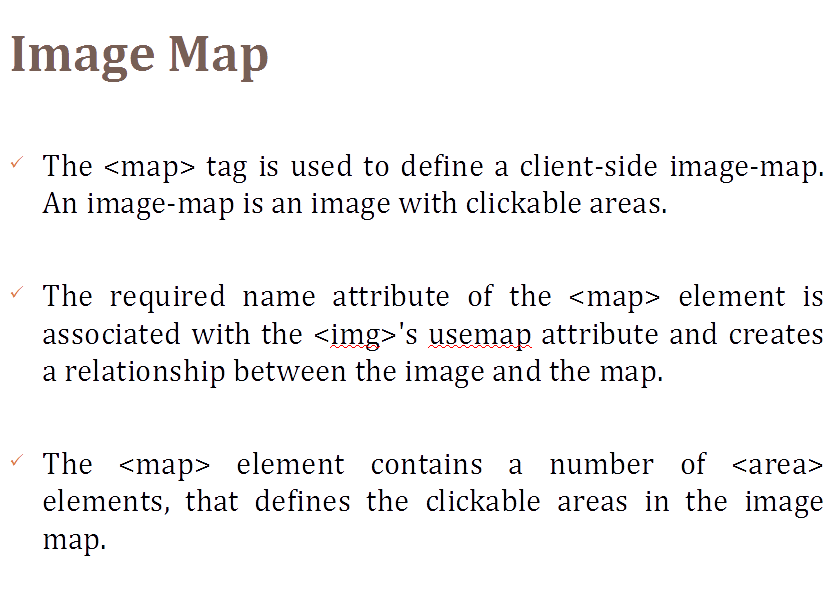 Image Map
The <map> tag is used to define a client-side image-map.
An image-map is an image with clickable areas.
The required name attribute of the <map> element is
associated with the <img>'s usemap attribute and creates
a relationship between the image and the map.
The <map> element contains a number of <area>
elements, that defines the clickable areas in the image
map.